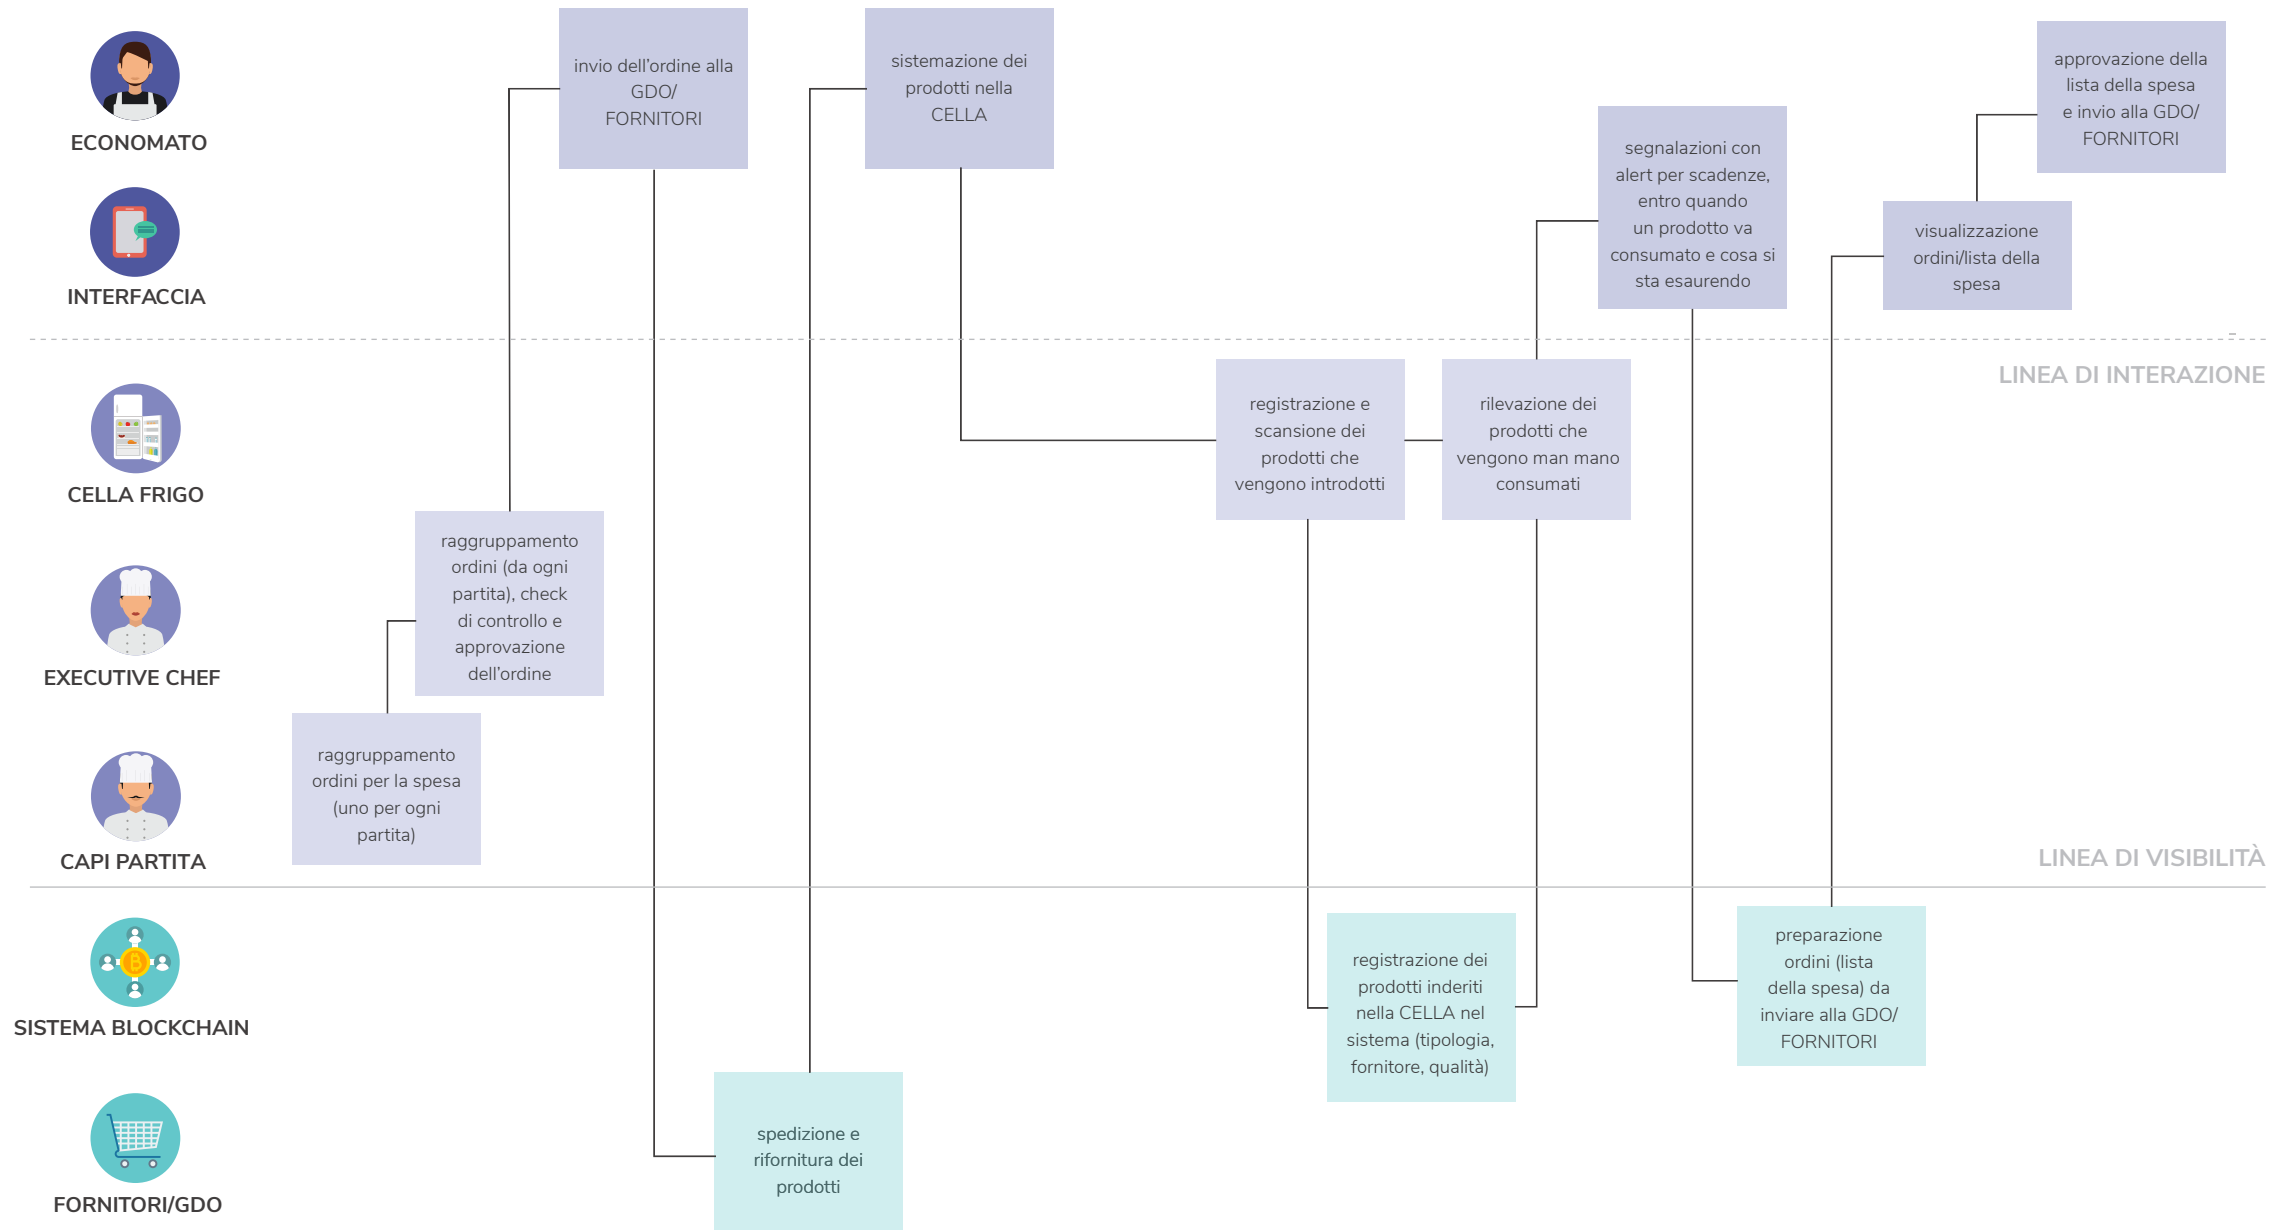 ECONOMATO
invio dell'ordine alla
GDO/
FORNITORI
sistemazione dei
prodotti nella
CELLA
approvazione della
lista della spesa
e invio alla GDO/
FORNITORI
INTERFACCIA
segnalazioni con
alert per scadenze,
entro quando
un prodotto va
consumato e cosa si
sta esaurendo
visualizzazione
ordini/lista della
spesa
LINEA DI INTERAZIONE
CELLA FRIGO
registrazione e
scansione dei
prodotti che
vengono introdotti
rilevazione dei
prodotti che
vengono man mano
consumati
EXECUTIVE CHEF
raggruppamento
ordini (da ogni
partita), check
di controllo e
approvazione
dell'ordine
CAPI PARTITA
raggruppamento
ordini per la spesa
(uno per ogni
partita)
LINEA DI VISIBILITÀ
SISTEMA BLOCKCHAIN
registrazione dei
prodotti inderiti
nella CELLA nel
sistema (tipologia,
fornitore, qualità)
preparazione
ordini (lista
della spesa) da
inviare alla GDO/
FORNITORI
FORNITORI/GDO
spedizione e
rifornitura dei
prodotti